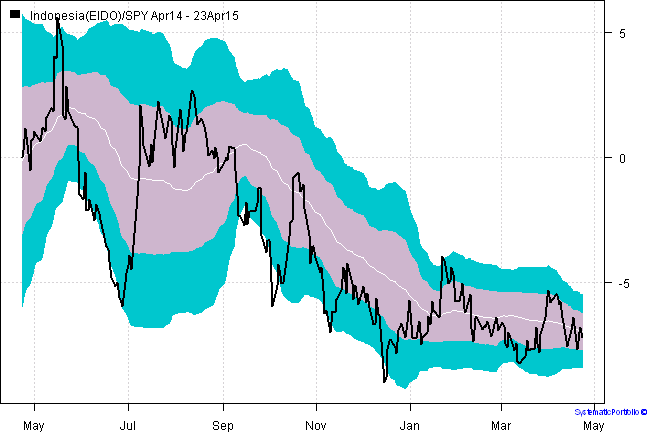 Indonesia(EIDO)/SPY Apr14 - 23Apr15
5
0
-5
May Jul Sep Nov Jan Mar May
SystematicPortfolio ©